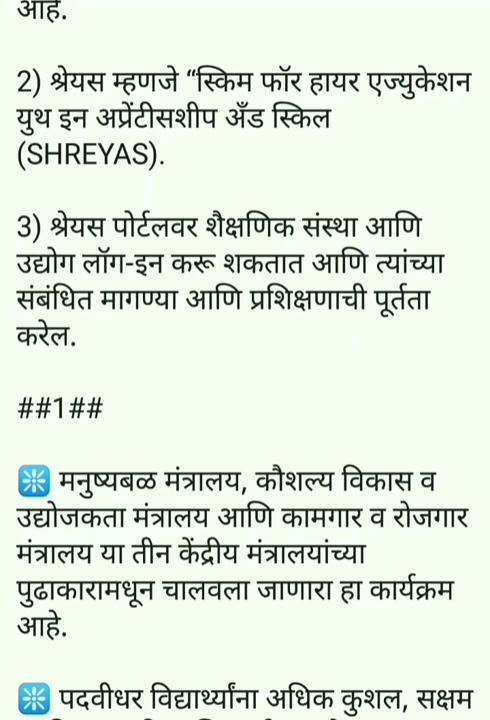 आहे.
2) श्रेयस म्हणजे “स्किम फॉर हायर एज्युकेशन
युथ इन अप्रेंटीसशीप अँड स्किल
(SHREYAS).
3) श्रेयस पोर्टलवर शैक्षणिक संस्था आणि
उद्योग लॉग-इन करू शकतात आणि त्यांच्या
संबंधित मागण्या आणि प्रशिक्षणाची पूर्तता
करेल.
##1##
मनुष्यबळ मंत्रालय, कौशल्य विकास व
उद्योजकता मंत्रालय आणि कामगार व रोजगार
मंत्रालय या तीन केंद्रीय मंत्रालयांच्या
पुढाकारामधून चालवला जाणारा हा कार्यक्रम
आहे.
पदवीधर विद्यार्थ्यांना अधिक कुशल, सक्षम